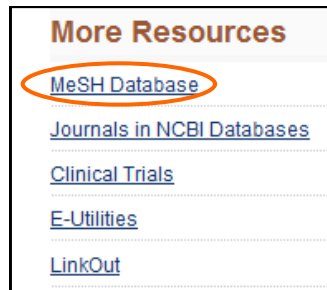 More Resources
MeSH Database
Journals in NCBI Databases
Clinical Trials
E-Utilities
LinkOut